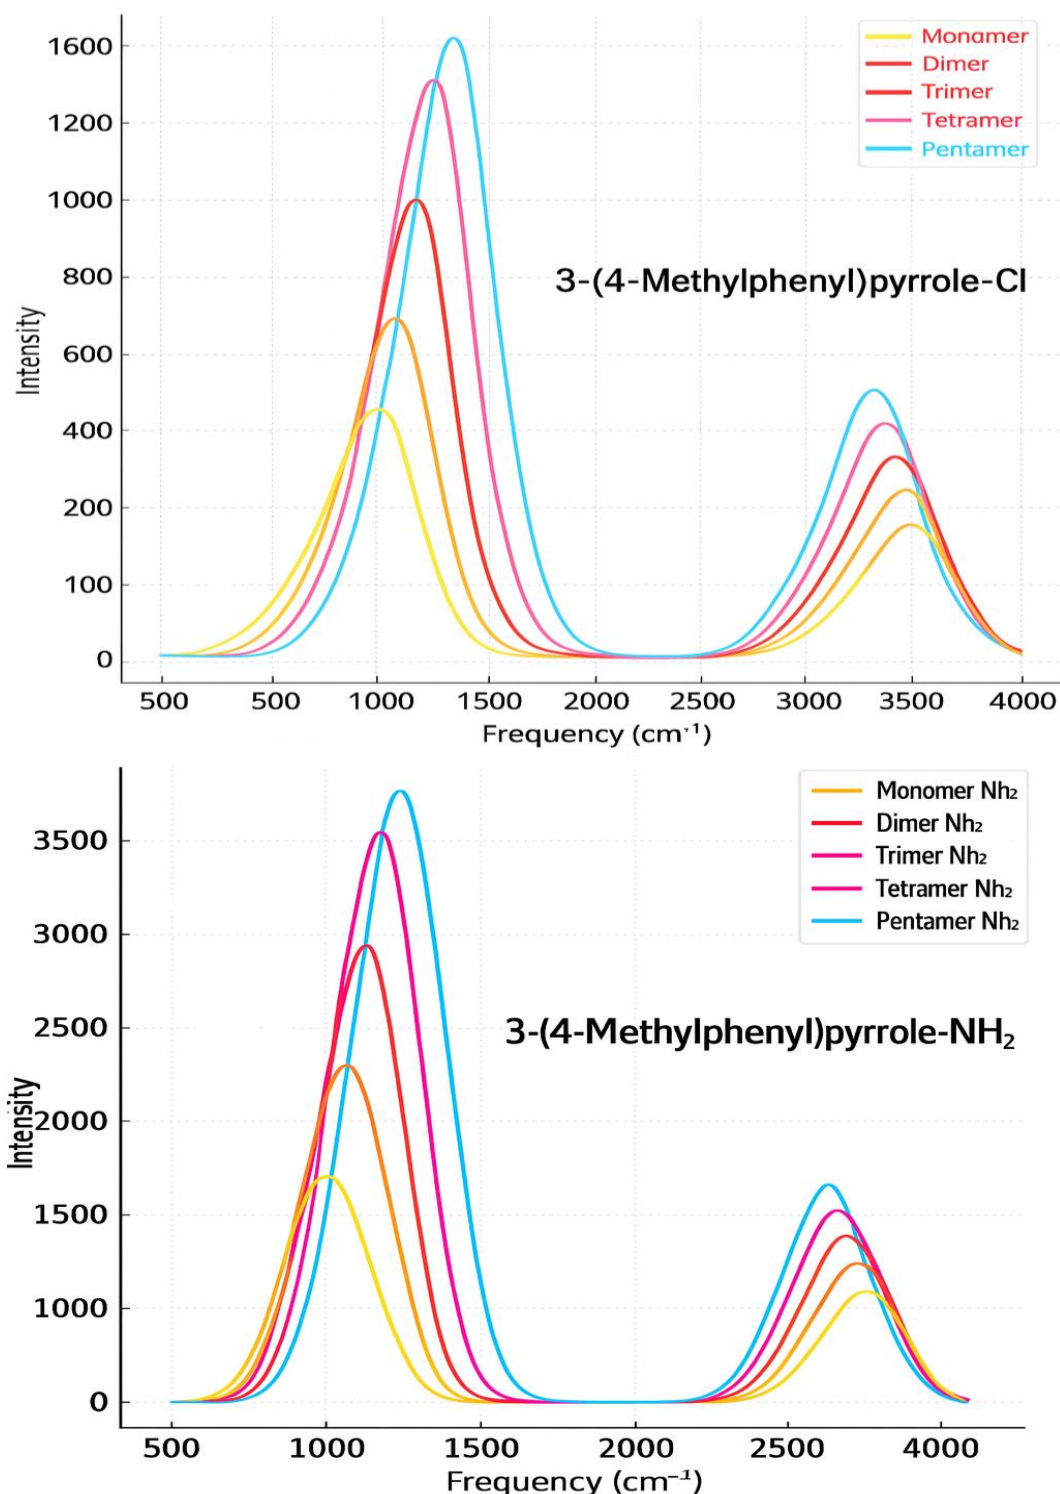 1600
1200
1000
800
600
400
200
100
0
Intensity
Monamer
Dimer
Trimer
Tetramer
Pentamer
3-(4-Methylphenyl)pyrrole-Cl
500 500 1000 1500 2000 2500 3000 3500 4000
Frequency (cm⁻¹)
3500
3000
2500
2000
1500
1000
0
Intensity
Monomer Nh₂
Dimer Nh₂
Trimer Nh₂
Tetramer Nh₂
Pentamer Nh₂
3-(4-Methylphenyl)pyrrole-NH₂
500 1000 1500 2000 2500 4000
Frequency (cm⁻¹)